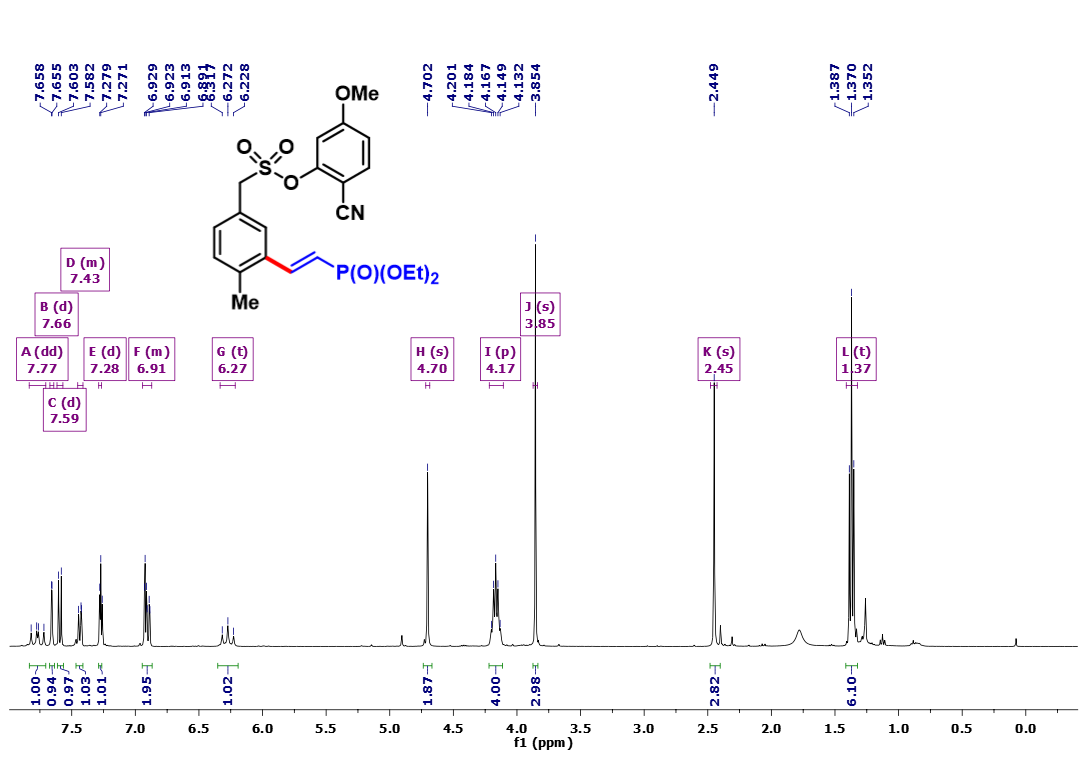 7.658
7.655
7.603
7.582
7.279
7.271
6.929
6.923
6.913
6.891
6.317
6.272
6.228
4.702
4.201
4.184
4.167
4.149
4.132
3.854
2.449
1.387
1.370
1.352
OMe
O O
S
O
CN
P(O)(OEt)2
Me
D (m)
7.43
B (d)
7.66
J (s)
3.85
A (dd)
7.77
E (d)
7.28
F (m)
6.91
G (t)
6.27
H (s)
4.70
I (p)
4.17
K (s)
2.45
L (t)
1.37
C (d)
7.59
1.00
0.94
0.97
1.03
1.01
1.95
1.02
1.87
4.00
2.98
2.82
6.10
7.5 7.0 6.5 6.0 5.5 5.0 4.5 4.0 3.5 3.0 2.5 2.0 1.5 1.0 0.5 0.0
f1 (ppm)